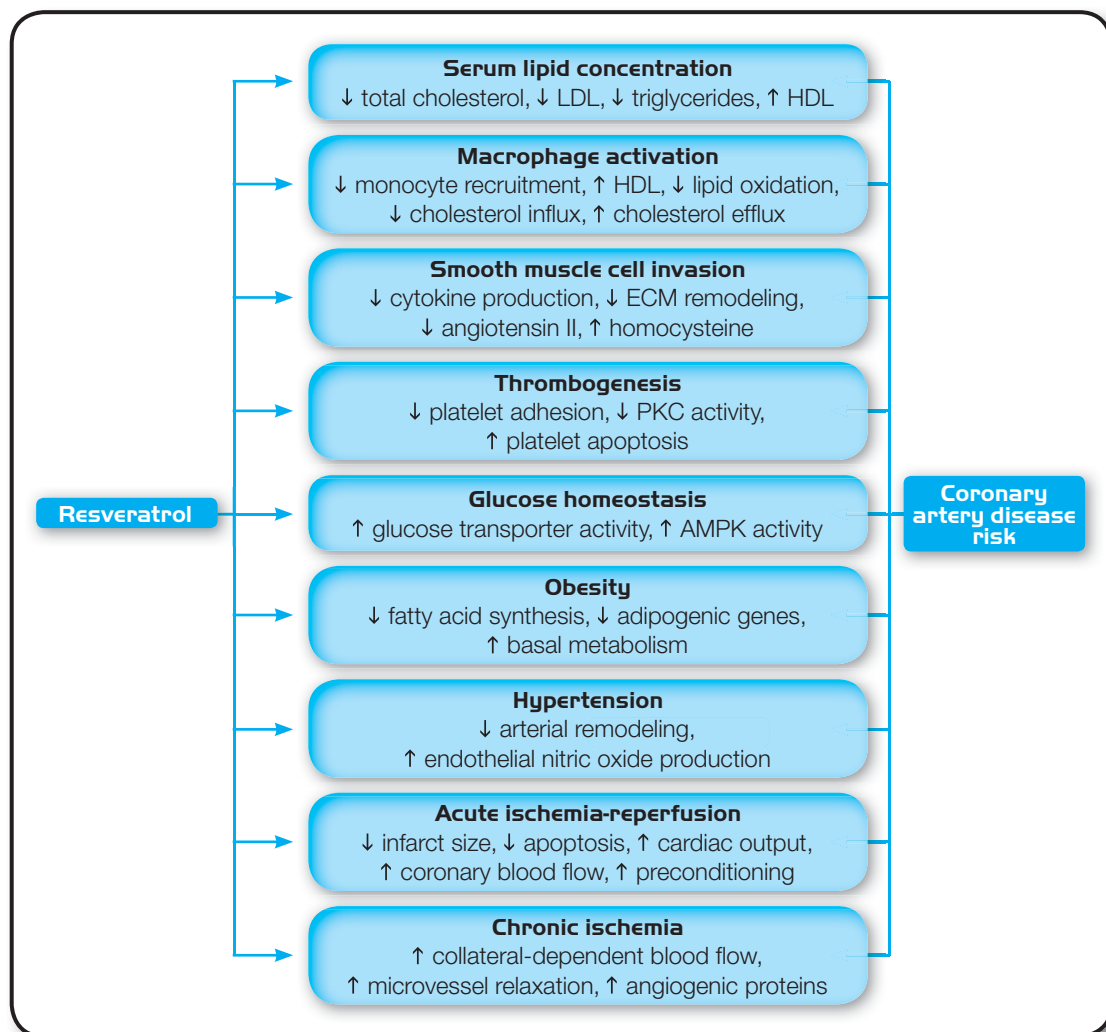 Serum lipid concentration
↓ total cholesterol, ↓ LDL, ↓ triglycerides, ↑ HDL
Macrophage activation
↓ monocyte recruitment, ↑ HDL, ↓ lipid oxidation,
↓ cholesterol influx, ↑ cholesterol efflux
Smooth muscle cell invasion
↓ cytokine production, ↓ ECM remodeling,
↓ angiotensin II, ↑ homocysteine
Thrombogenesis
↓ platelet adhesion, ↓ PKC activity,
↑ platelet apoptosis
Resveratrol
Glucose homeostasis
↑ glucose transporter activity, ↑ AMPK activity
Coronary
artery disease
risk
Obesity
↓ fatty acid synthesis, ↓ adipogenic genes,
↑ basal metabolism
Hypertension
↓ arterial remodeling,
↑ endothelial nitric oxide production
Acute ischemia-reperfusion
↓ infarct size, ↓ apoptosis, ↑ cardiac output,
↑ coronary blood flow, ↑ preconditioning
Chronic ischemia
↑ collateral-dependent blood flow,
↑ microvessel relaxation, ↑ angiogenic proteins